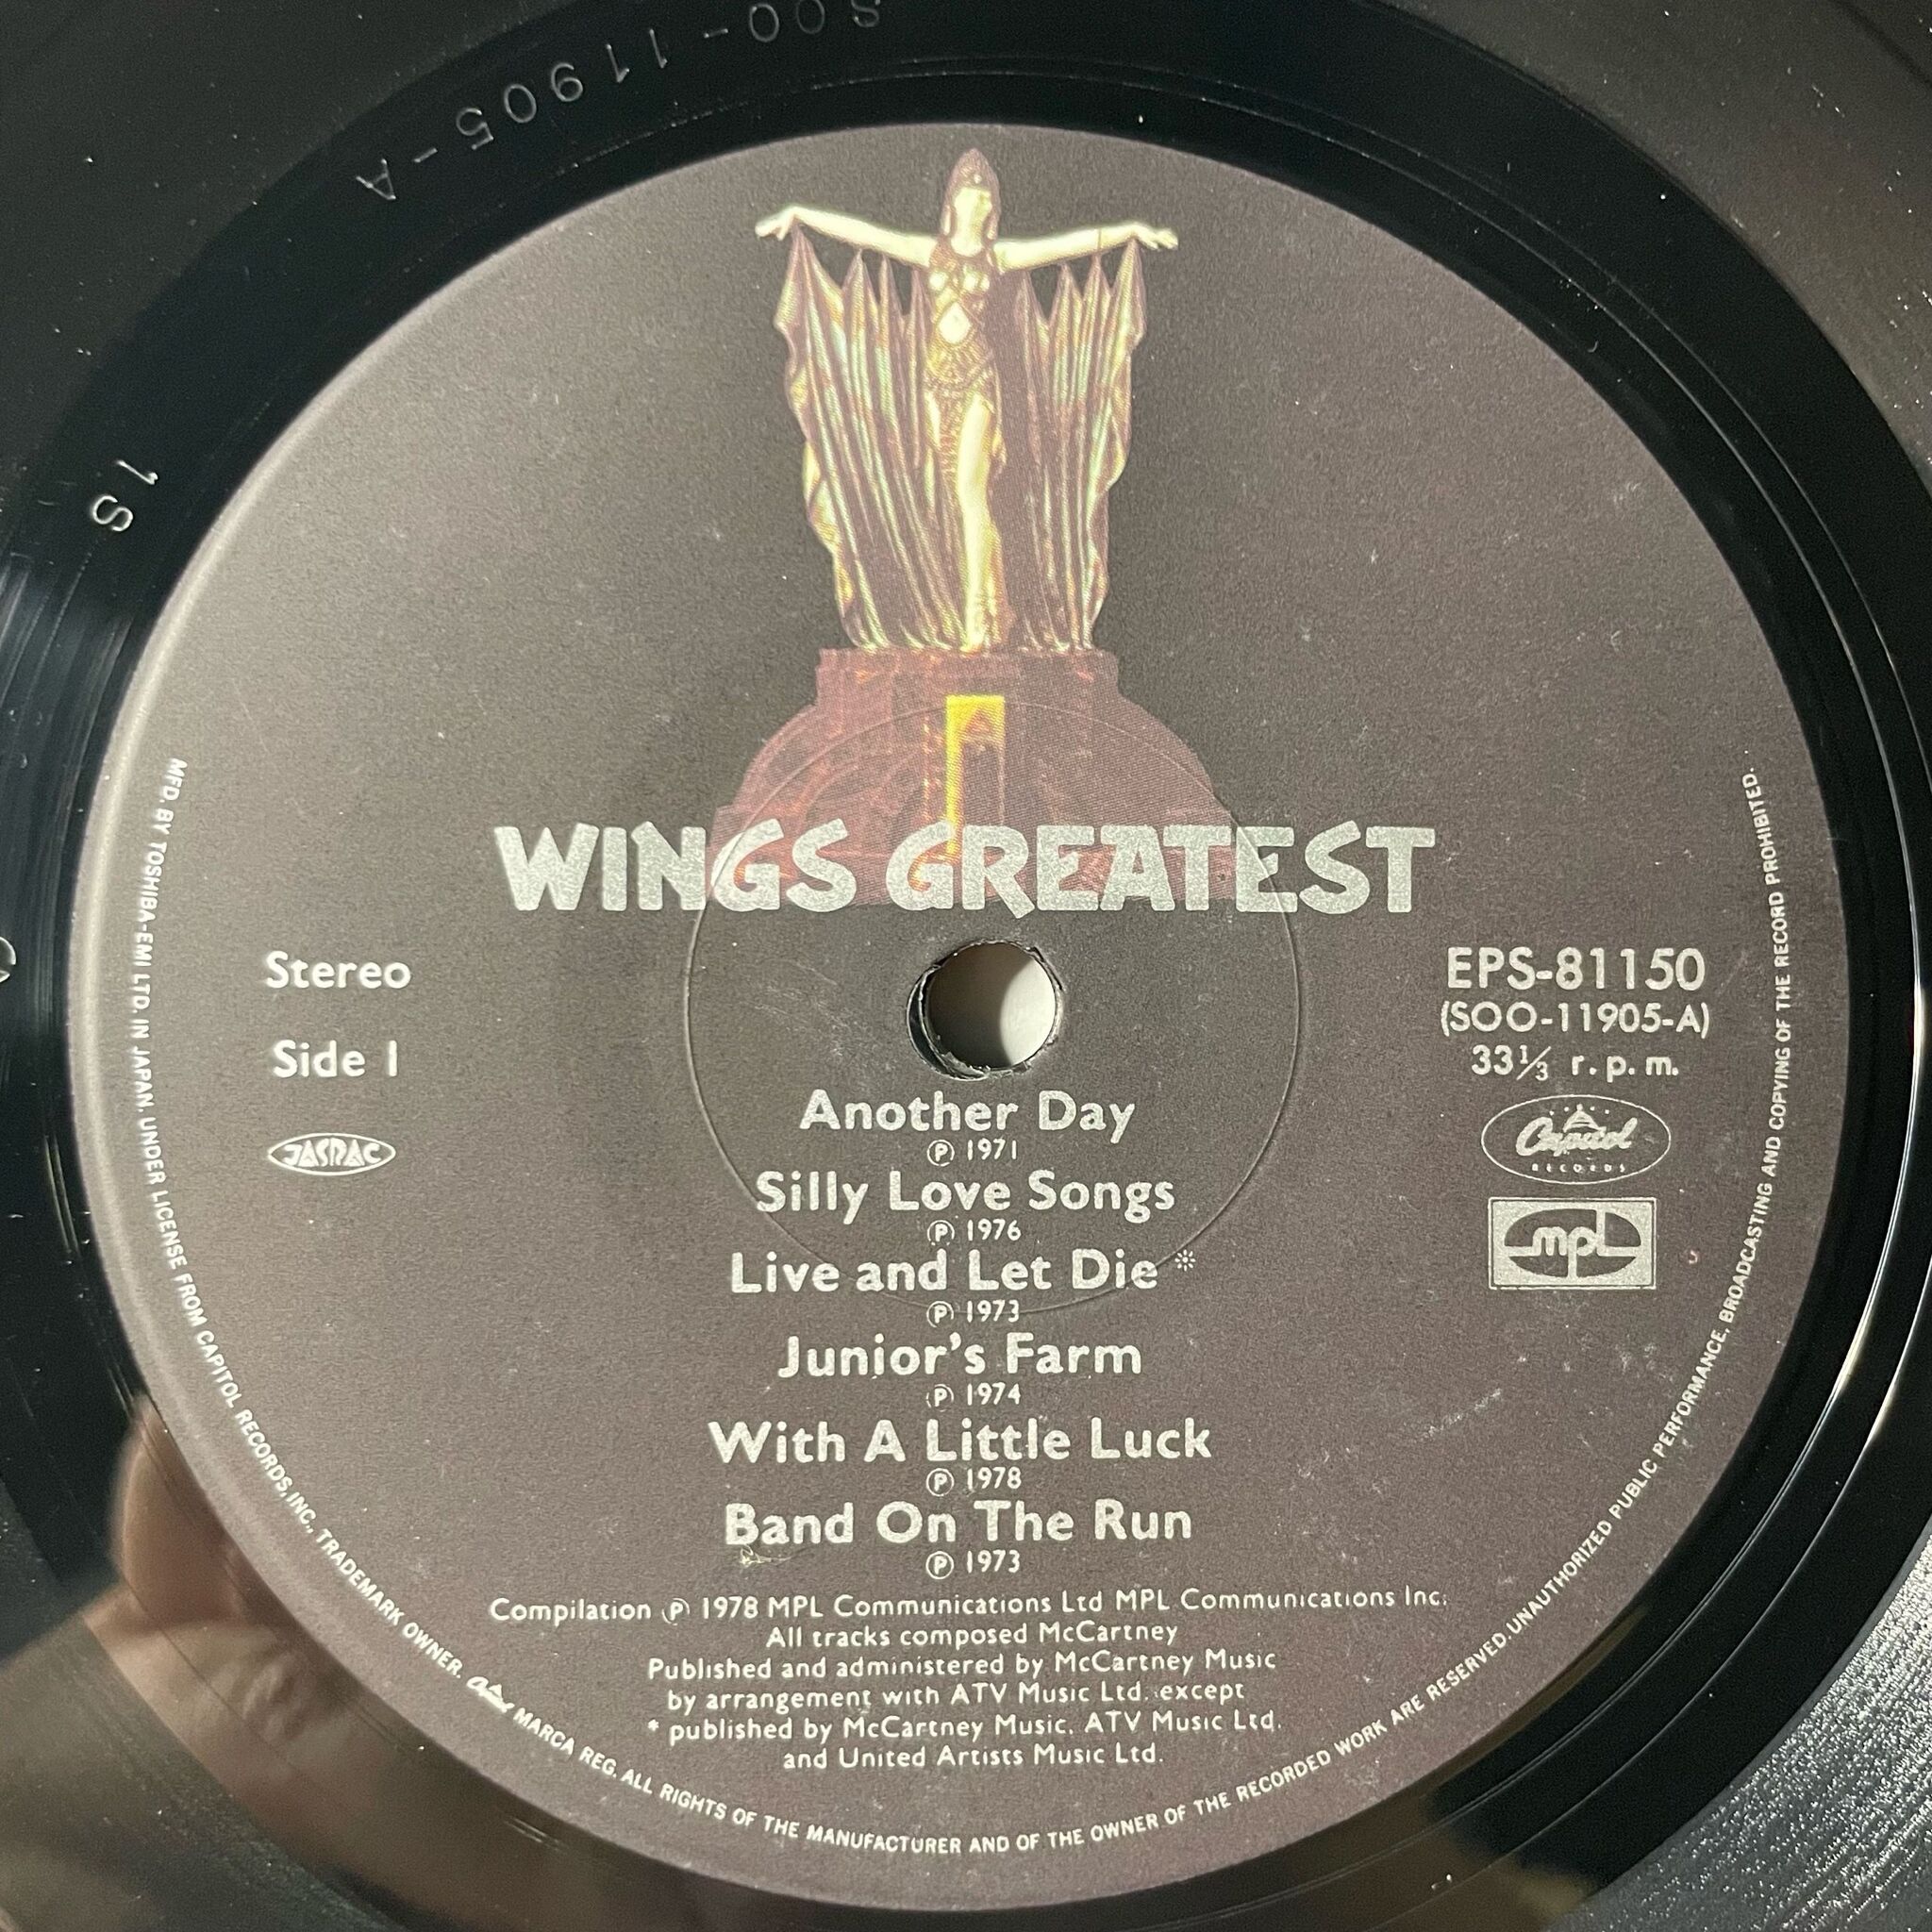 SOO-11905-A
1S
WINGS GREATEST
Stereo
Side 1
JASRAC
EPS-81150
(SOO-11905-A)
33⅓ r.p.m.
Capitol
RECORDS
mpl
Another Day
℗ 1971
Silly Love Songs
℗ 1976
Live and Let Die *
℗ 1973
Junior's Farm
℗ 1974
With A Little Luck
℗ 1978
Band On The Run
℗ 1973
Compilation ℗ 1978 MPL Communications Ltd MPL Communications Inc.
All tracks composed McCartney
Published and administered by McCartney Music
by arrangement with ATV Music Ltd. except
* published by McCartney Music, ATV Music Ltd.
and United Artists Music Ltd.
MFD. BY TOSHIBA-EMI LTD. IN JAPAN. UNDER LICENSE FROM CAPITOL RECORDS, INC., TRADEMARK OWNER. Capitol MARCA REG. ALL RIGHTS OF THE MANUFACTURER AND OF THE OWNER OF THE RECORDED WORK ARE RESERVED. UNAUTHORIZED PUBLIC PERFORMANCE, BROADCASTING AND COPYING OF THE RECORD PROHIBITED.